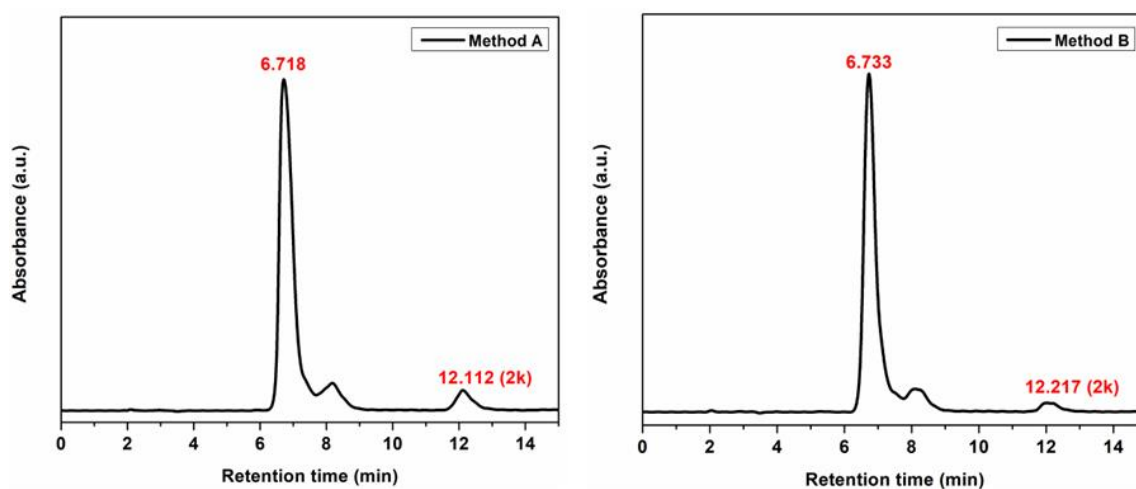 Method A
6.718
12.112 (2k)
Absorbance (a.u.)
0 2 4 6 8 10 12 14
Retention time (min)
Method B
6.733
12.217 (2k)
Absorbance (a.u.)
0 2 4 6 8 10 12 14
Retention time (min)